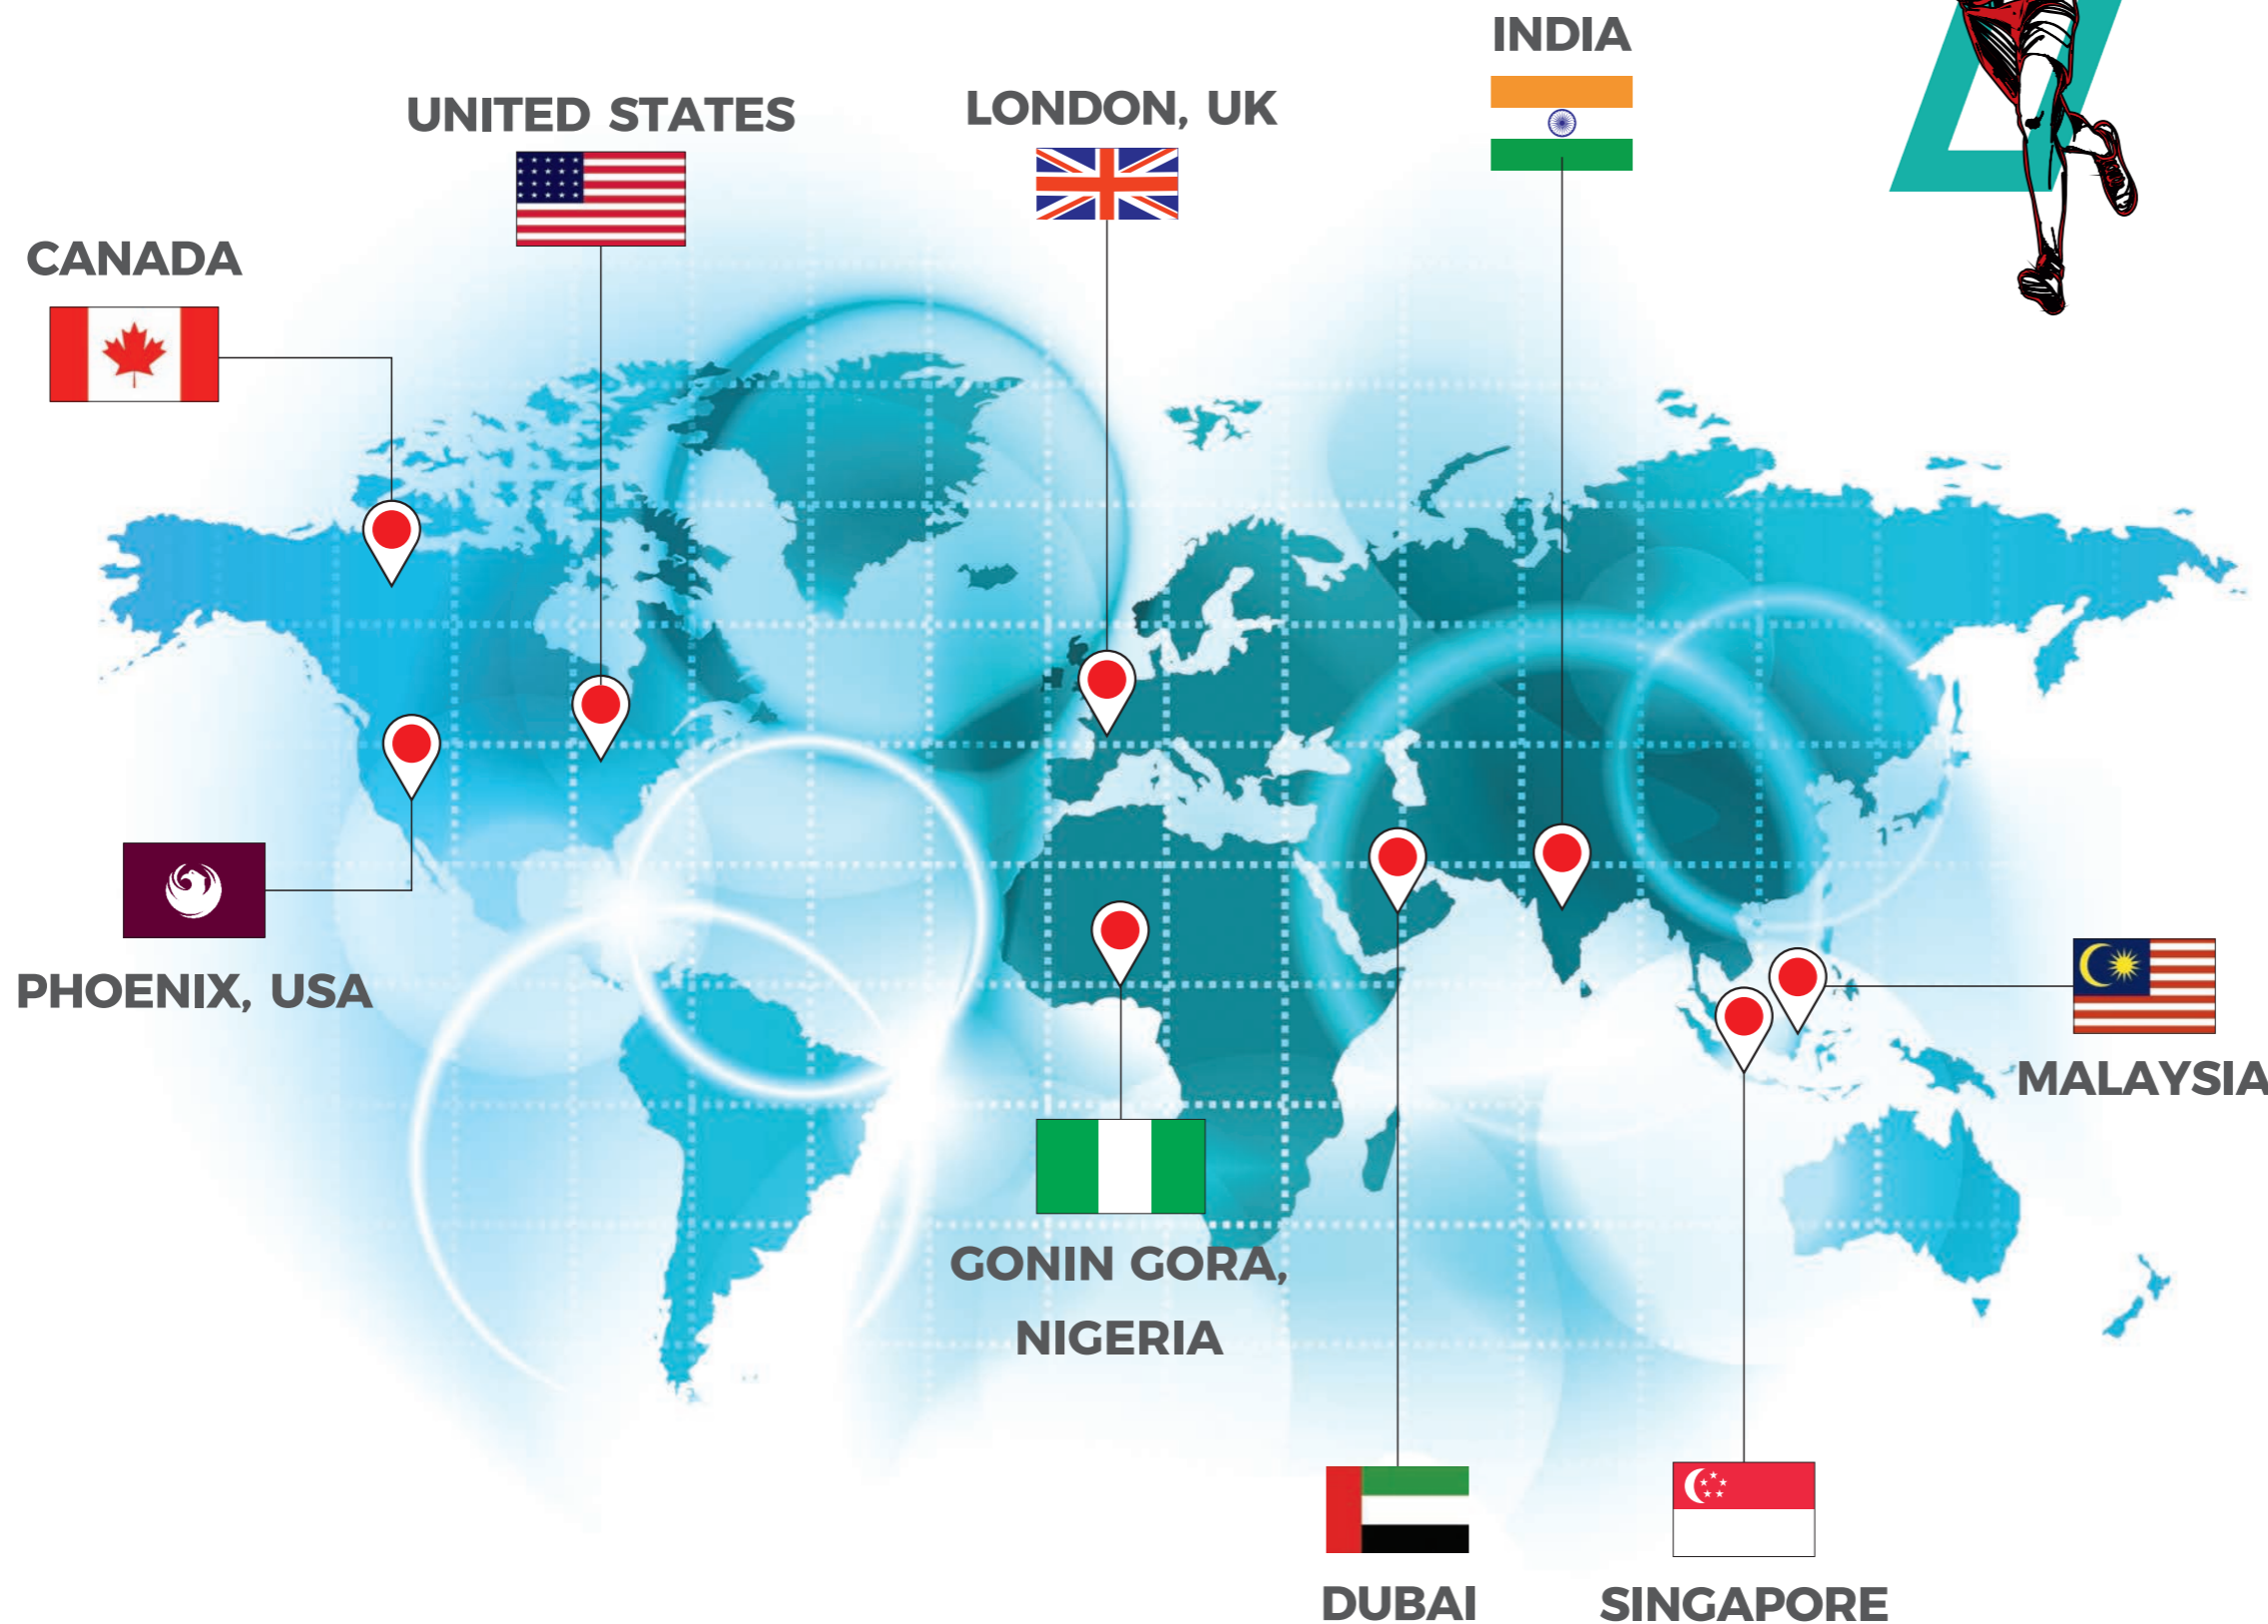 INDIA
UNITED STATES
LONDON, UK
CANADA
PHOENIX, USA
MALAYSIA
GONIN GORA,
NIGERIA
DUBAI
SINGAPORE